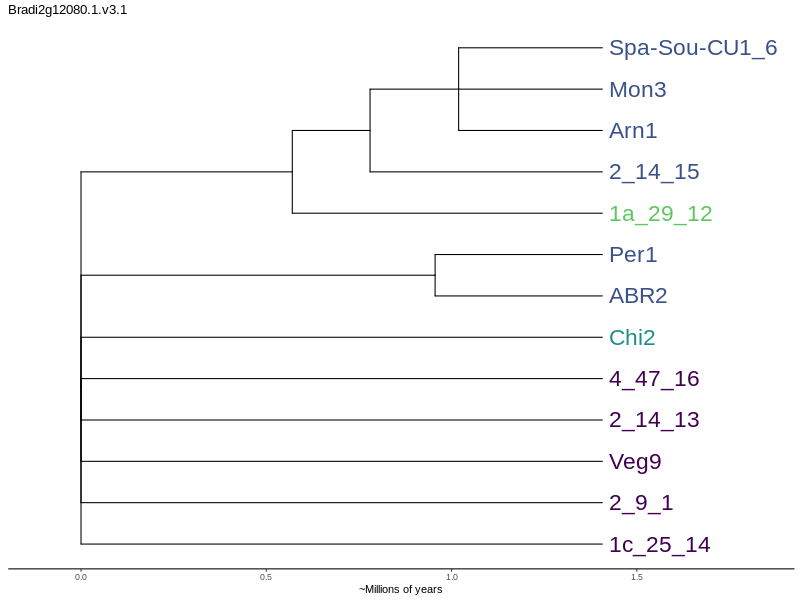 Bradi2g12080.1.v3.1
Spa-Sou-CU1_6
Mon3
Arn1
2_14_15
1a_29_12
Per1
ABR2
Chi2
4_47_16
2_14_13
Veg9
2_9_1
1c_25_14
0.0 0.5 1.0 1.5
~Millions of years